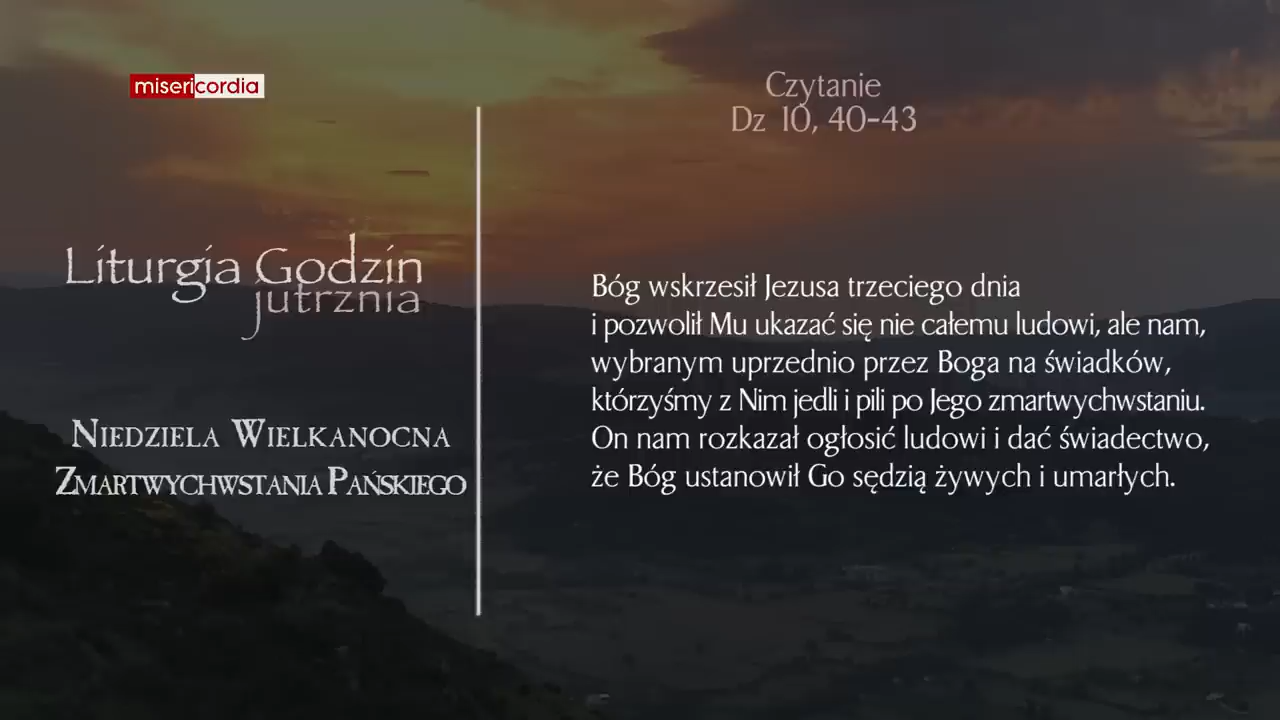 misericordia
Czytanie
Dz 10, 40-43
Liturgia Godzin
jutrznia
Niedziela Wielkanocna
Zmartwychwstania Pańskiego
Bóg wskrzesił Jezusa trzeciego dnia
i pozwolił Mu ukazać się nie całemu ludowi, ale nam,
wybranym uprzednio przez Boga na świadków,
którzyśmy z Nim jedli i pili po Jego zmartwychwstaniu.
On nam rozkazał ogłosić ludowi i dać świadectwo,
że Bóg ustanowił Go sędzią żywych i umarłych.